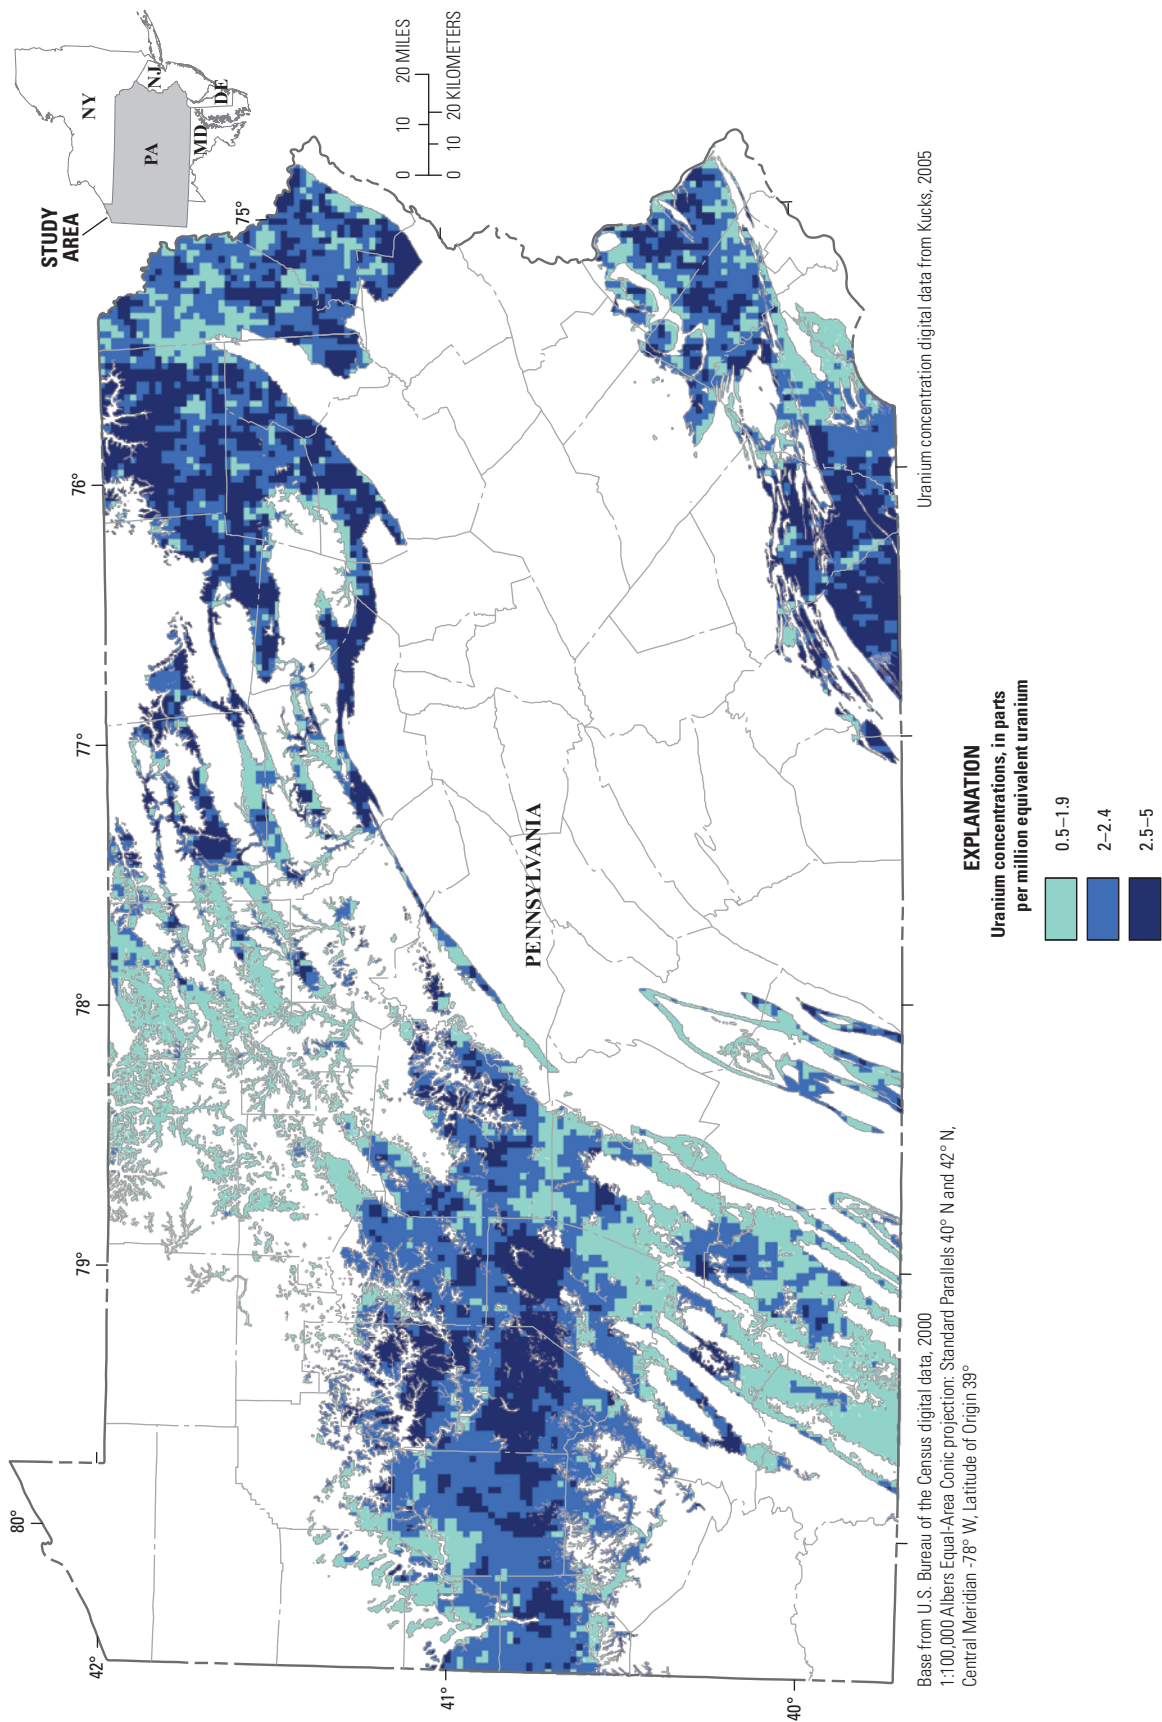 80°
79°
78°
77°
76°
75°
42°
41°
40°
STUDY
AREA
NY
PA
NJ
MD
DE
0 10 20 MILES
0 10 20 KILOMETERS
PENNSYLVANIA
Base from U.S. Bureau of the Census digital data, 2000
1:100,000 Albers Equal-Area Conic projection: Standard Parallels 40° N and 42° N,
Central Meridian -78° W, Latitude of Origin 39°
Uranium concentration digital data from Kucks, 2005
EXPLANATION
Uranium concentrations, in parts
per million equivalent uranium
0.5–1.9
2–2.4
2.5–5